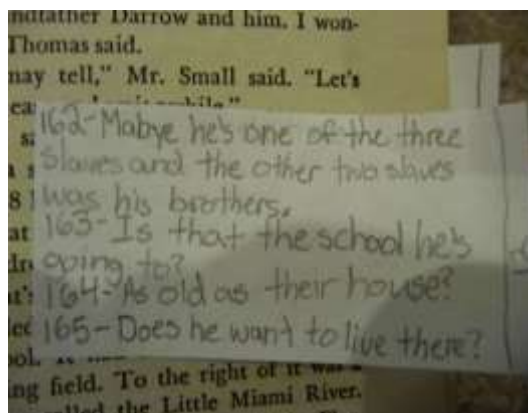 ndfather Darrow and him. I won-
Thomas said.
nay tell," Mr. Small said. "Let's
162-Mabye he's one of the three
slaves and the other two slaves
was his brothers.
163-Is that the school he's
going to?
164-As old as their house?
165-Does he want to live there?
ng field. To the right of it was a
the Little Miami River.